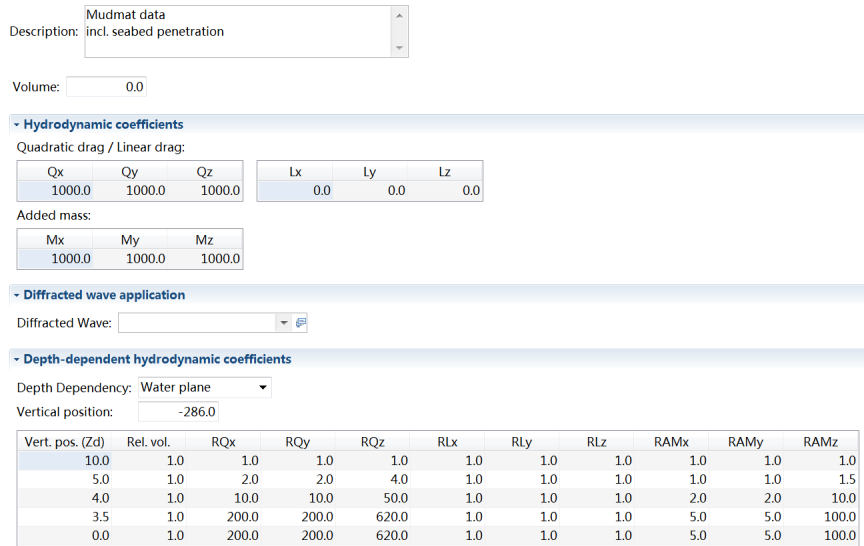 Description: Mudmat data
incl. seabed penetration
Volume: 0.0
Hydrodynamic coefficients
Quadratic drag / Linear drag:
Qx Qy Qz Lx Ly Lz
1000.0 1000.0 1000.0 0.0 0.0 0.0
Added mass:
Mx My Mz
1000.0 1000.0 1000.0
Diffracted wave application
Diffracted Wave:
Depth-dependent hydrodynamic coefficients
Depth Dependency: Water plane
Vertical position: -286.0
Vert. pos. (Zd) Rel. vol. RQx RQy RQz RLx RLy RLz RAMx RAMy RAMz
10.0 1.0 1.0 1.0 1.0 1.0 1.0 1.0 1.0 1.0 1.0
5.0 1.0 2.0 2.0 4.0 1.0 1.0 1.0 1.0 1.0 1.5
4.0 1.0 10.0 10.0 50.0 1.0 1.0 1.0 2.0 2.0 10.0
3.5 1.0 200.0 200.0 620.0 1.0 1.0 1.0 5.0 5.0 100.0
0.0 1.0 200.0 200.0 620.0 1.0 1.0 1.0 5.0 5.0 100.0